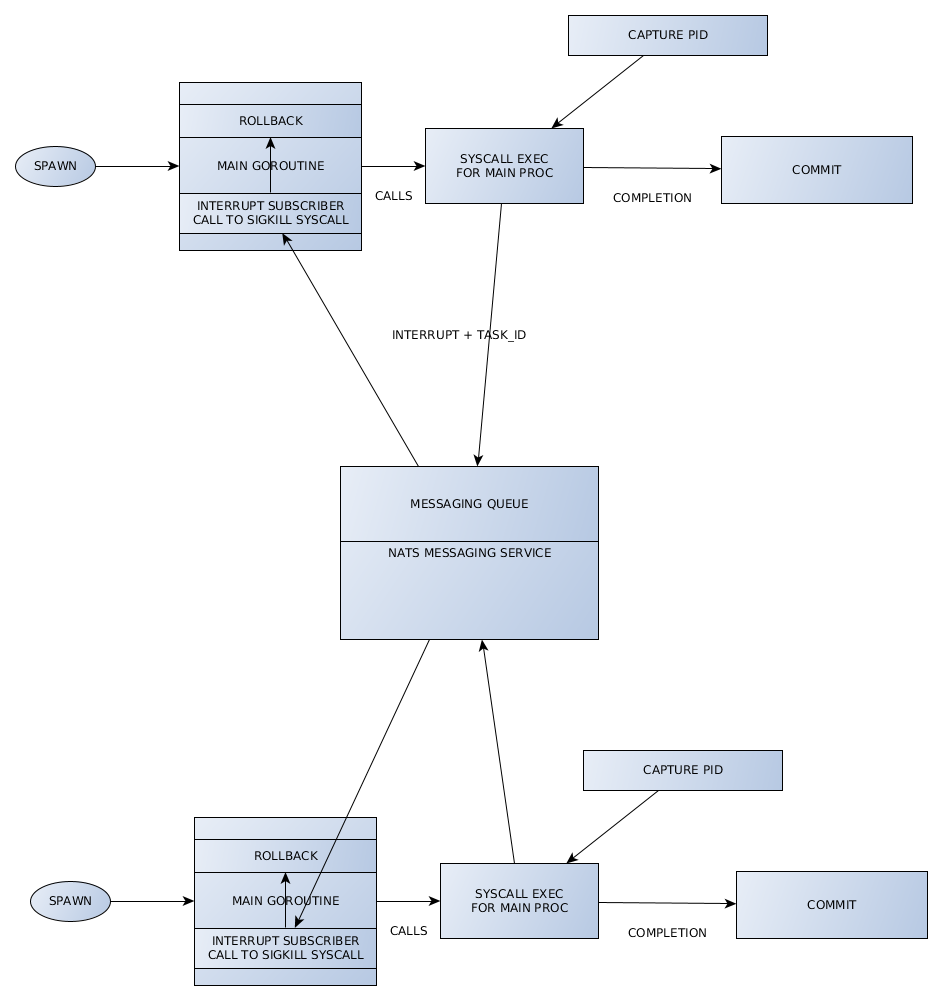 CAPTURE PID
ROLLBACK
SPAWN
MAIN GOROUTINE
SYSCALL EXEC
FOR MAIN PROC
COMMIT
CALLS
COMPLETION
INTERRUPT SUBSCRIBER
CALL TO SIGKILL SYSCALL
INTERRUPT + TASK_ID
MESSAGING QUEUE
NATS MESSAGING SERVICE
CAPTURE PID
ROLLBACK
SPAWN
MAIN GOROUTINE
SYSCALL EXEC
FOR MAIN PROC
COMMIT
CALLS
COMPLETION
INTERRUPT SUBSCRIBER
CALL TO SIGKILL SYSCALL